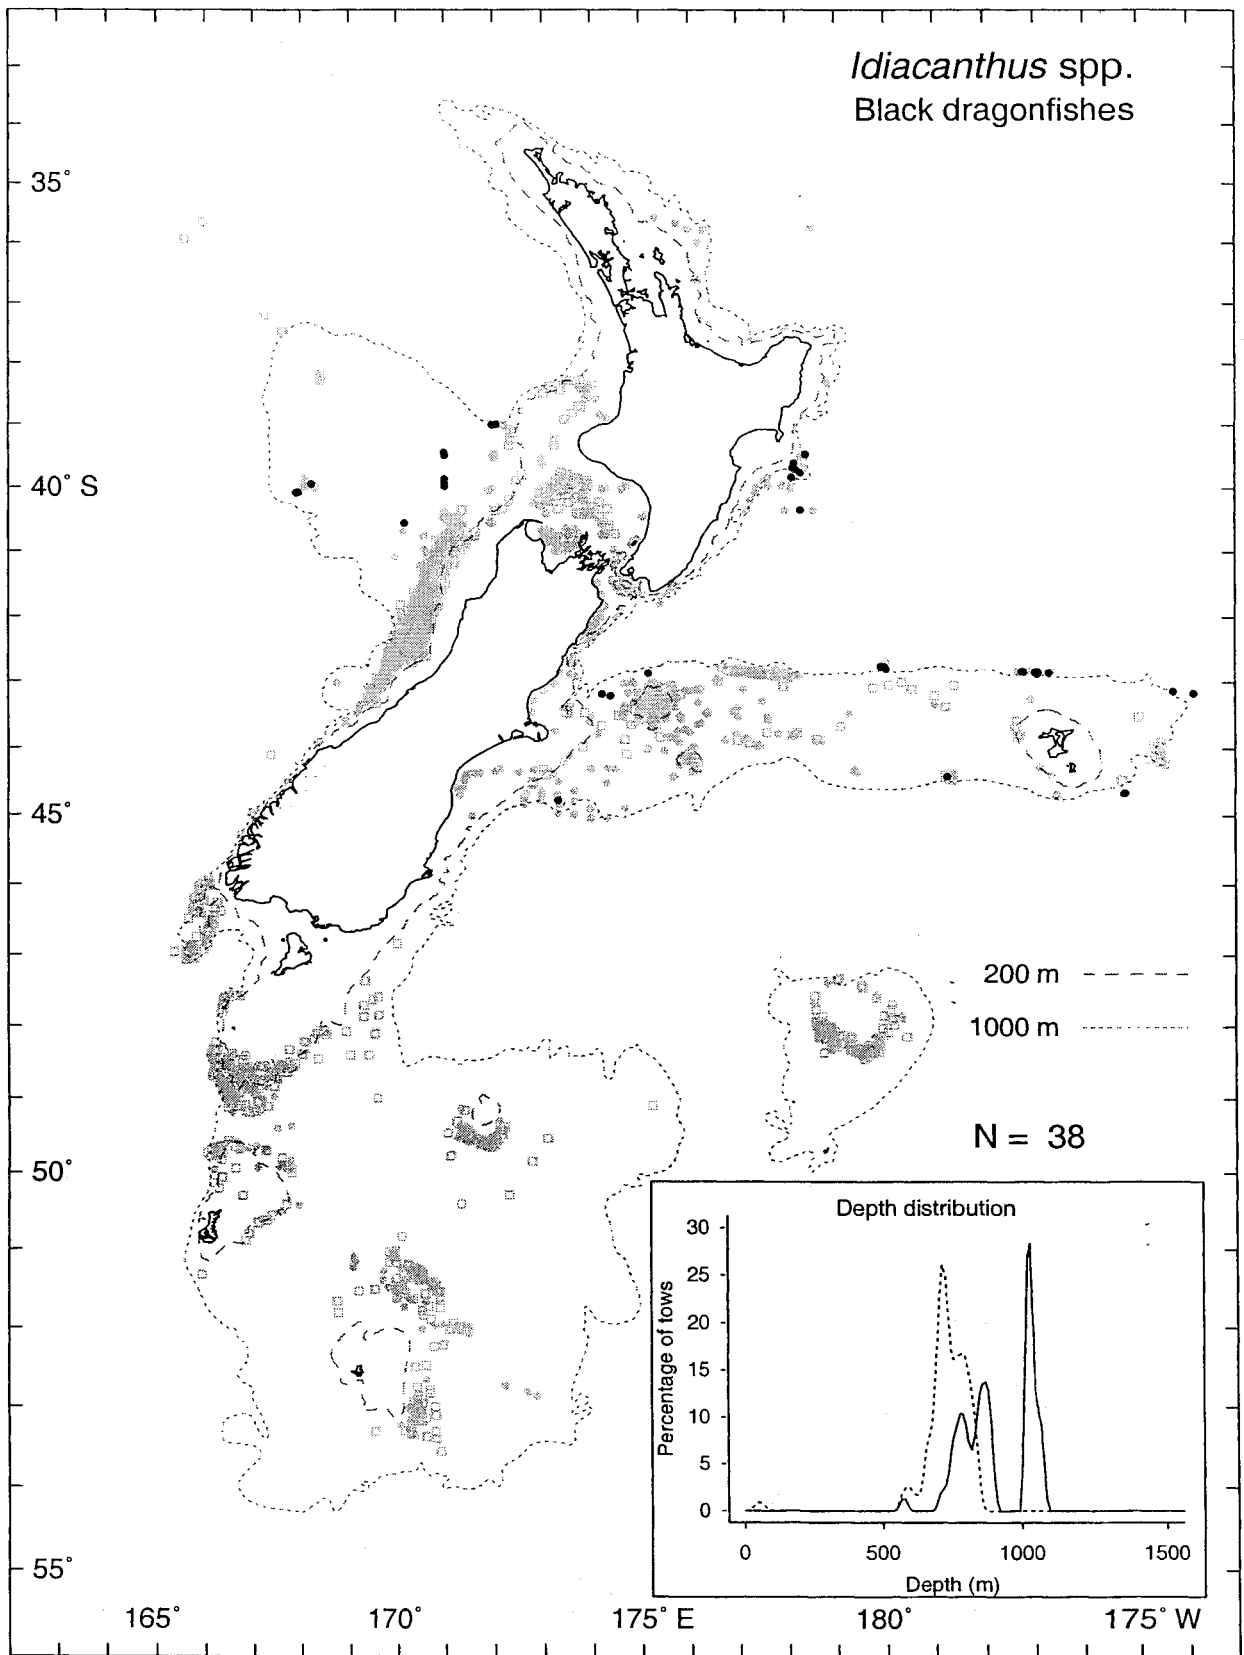 Idiacanthus spp.
Black dragonfishes
35°
40° S
45°
50°
55°
200 m
1000 m
N = 38
Depth distribution
Percentage of tows
30
25
20
15
10
5
0
0 500 1000 1500
Depth (m)
165° 170° 175° E 180° 175° W